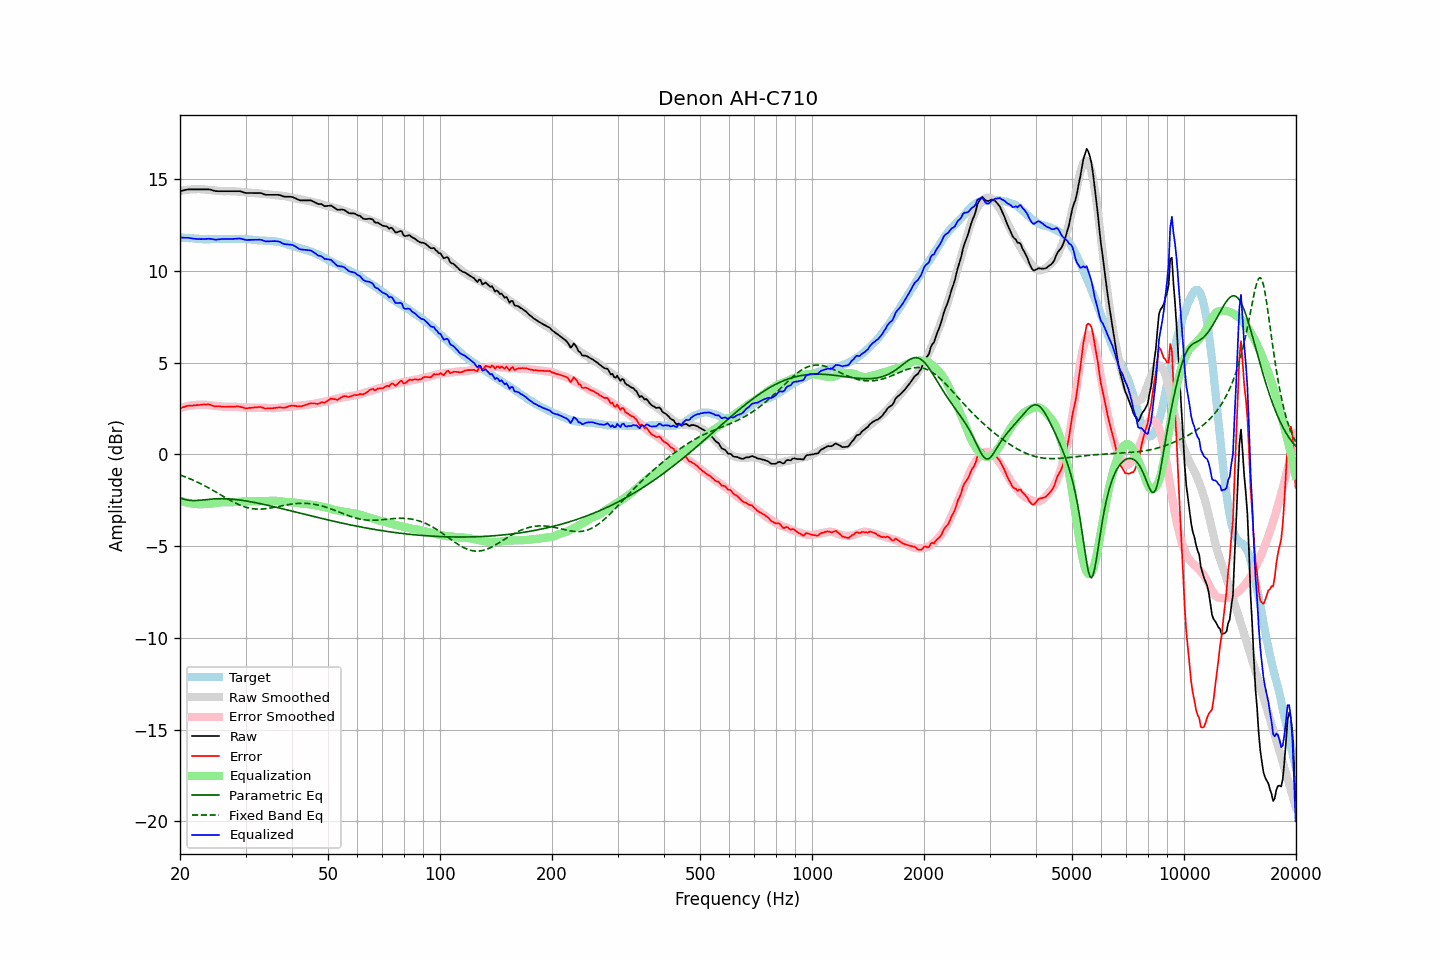 Denon AH-C710
15
10
5
0
−5
−10
−15
−20
Amplitude (dBr)
Target
Raw Smoothed
Error Smoothed
Raw
Error
Equalization
Parametric Eq
Fixed Band Eq
Equalized
20 50 100 200 500 1000 2000 5000 10000 20000
Frequency (Hz)